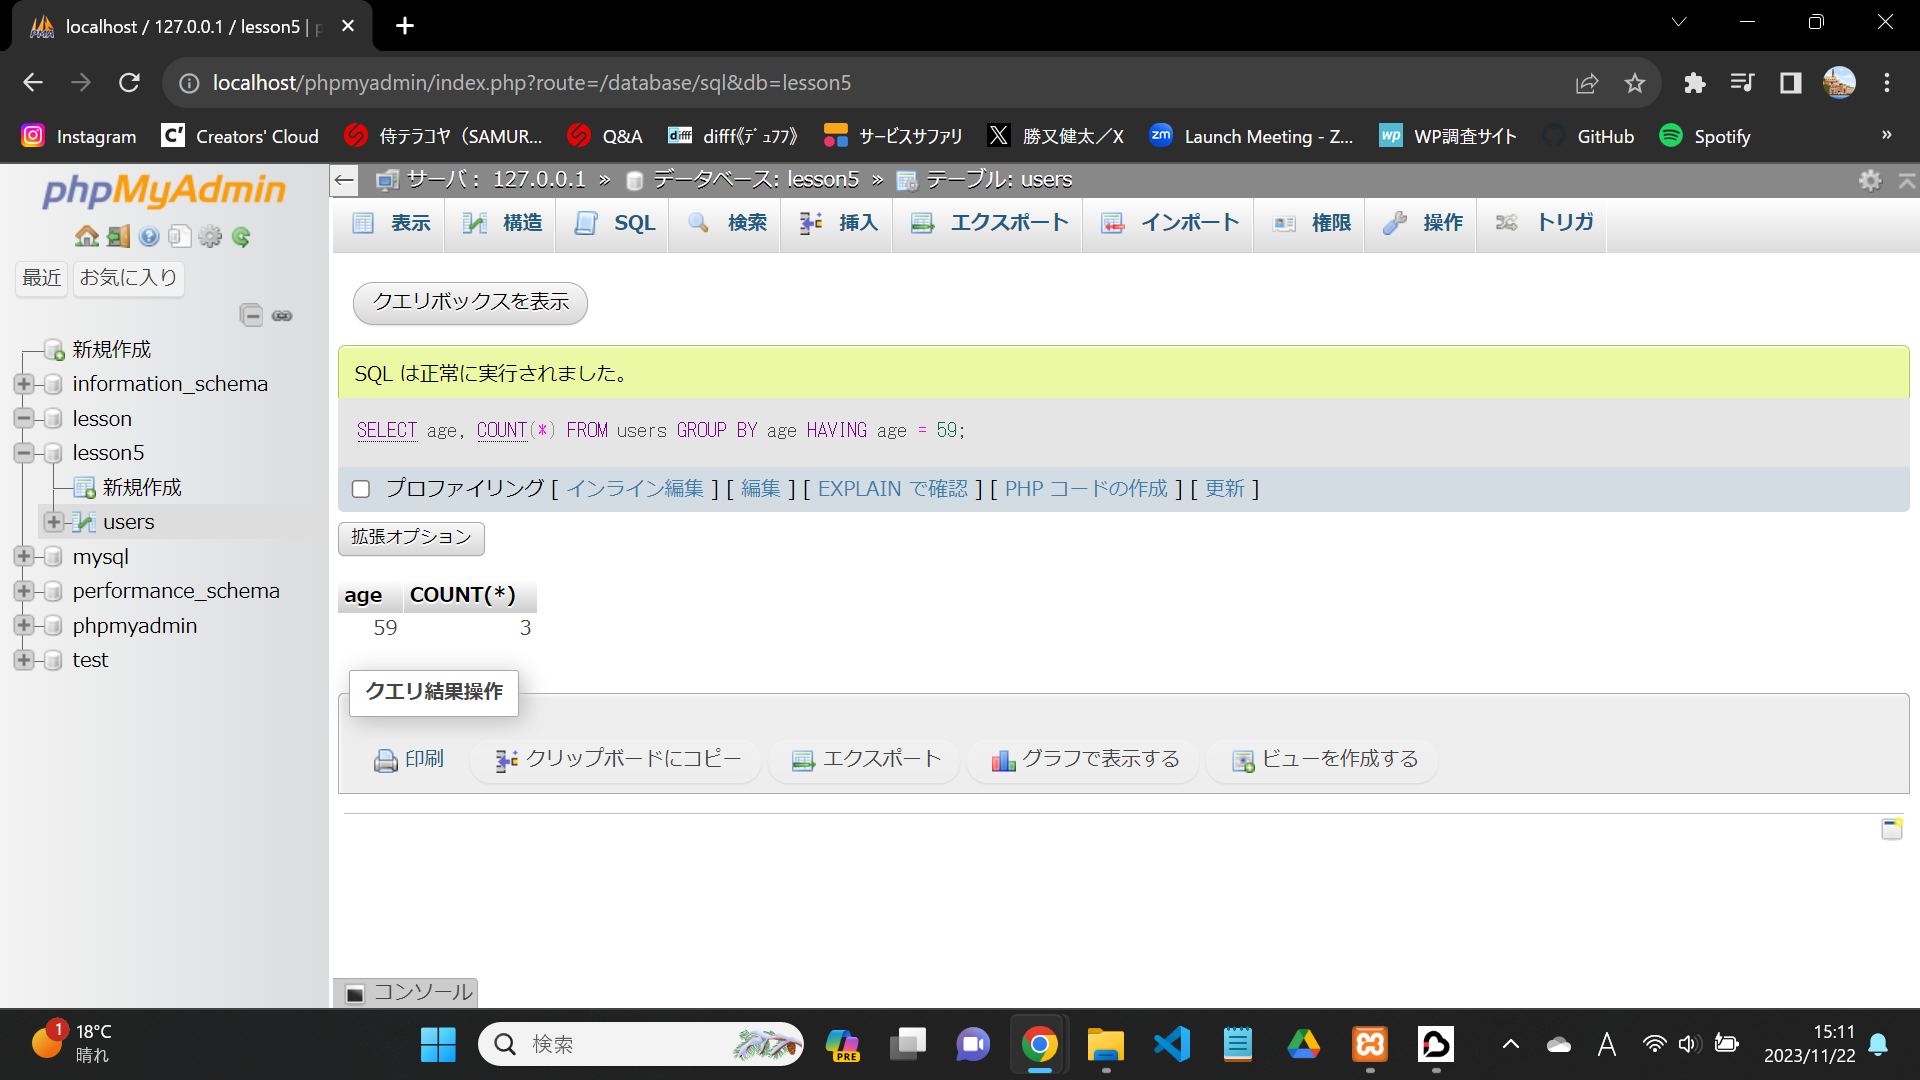 localhost / 127.0.0.1 / lesson5 | p
localhost/phpmyadmin/index.php?route=/database/sql&db=lesson5
Instagram
Creators' Cloud
侍テラコヤ（SAMUR...
Q&A
difff《ﾃﾞｭﾌﾌ》
サービスサファリ
勝又健太／X
Launch Meeting - Z...
WP調査サイト
GitHub
Spotify
»
phpMyAdmin
最近
お気に入り
新規作成
information_schema
lesson
lesson5
新規作成
users
mysql
performance_schema
phpmyadmin
test
サーバ： 127.0.0.1 » データベース: lesson5 » テーブル: users
表示
構造
SQL
検索
挿入
エクスポート
インポート
権限
操作
トリガ
クエリボックスを表示
SQL は正常に実行されました。
SELECT age, COUNT(*) FROM users GROUP BY age HAVING age = 59;
プロファイリング [ インライン編集 ] [ 編集 ] [ EXPLAIN で確認 ] [ PHP コードの作成 ] [ 更新 ]
拡張オプション
age COUNT(*)
59 3
クエリ結果操作
印刷
クリップボードにコピー
エクスポート
グラフで表示する
ビューを作成する
コンソール
1
18°C
晴れ
検索
PRE
A
15:11
2023/11/22